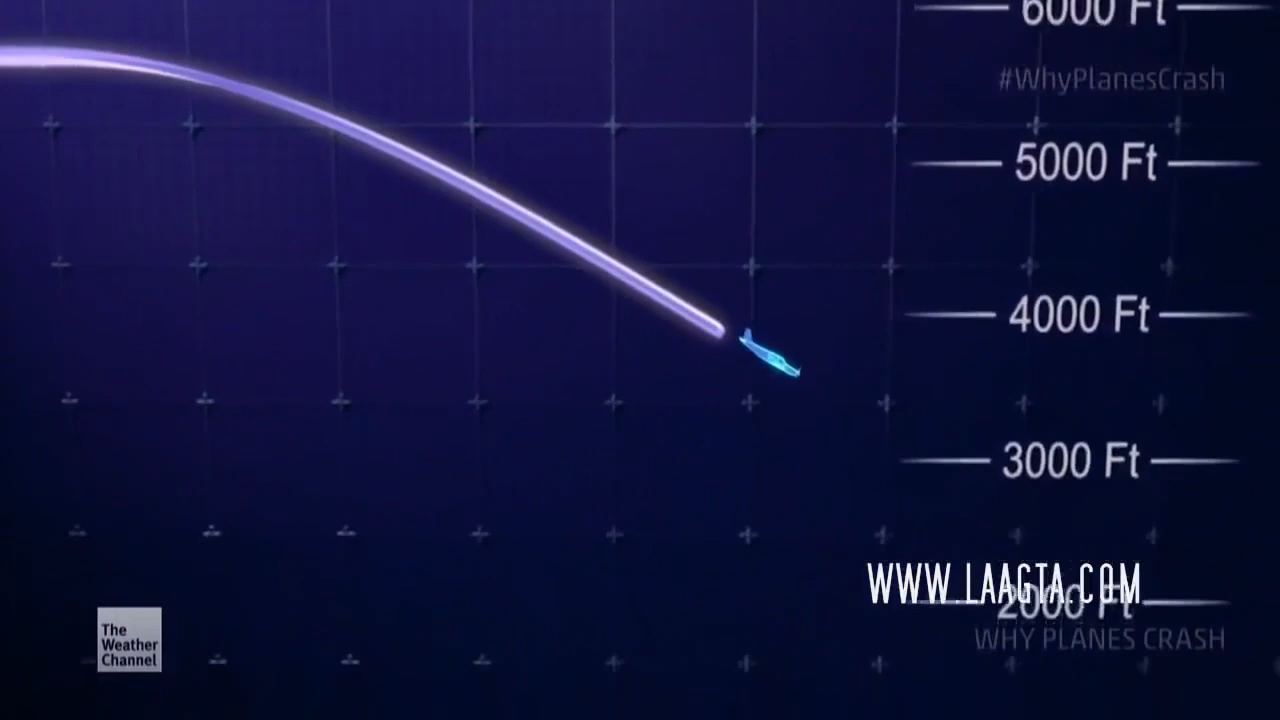 6000 Ft
#WhyPlanesCrash
5000 Ft
4000 Ft
3000 Ft
WWW.LAAGTA.COM
2000 Ft
WHY PLANES CRASH
The
Weather
Channel